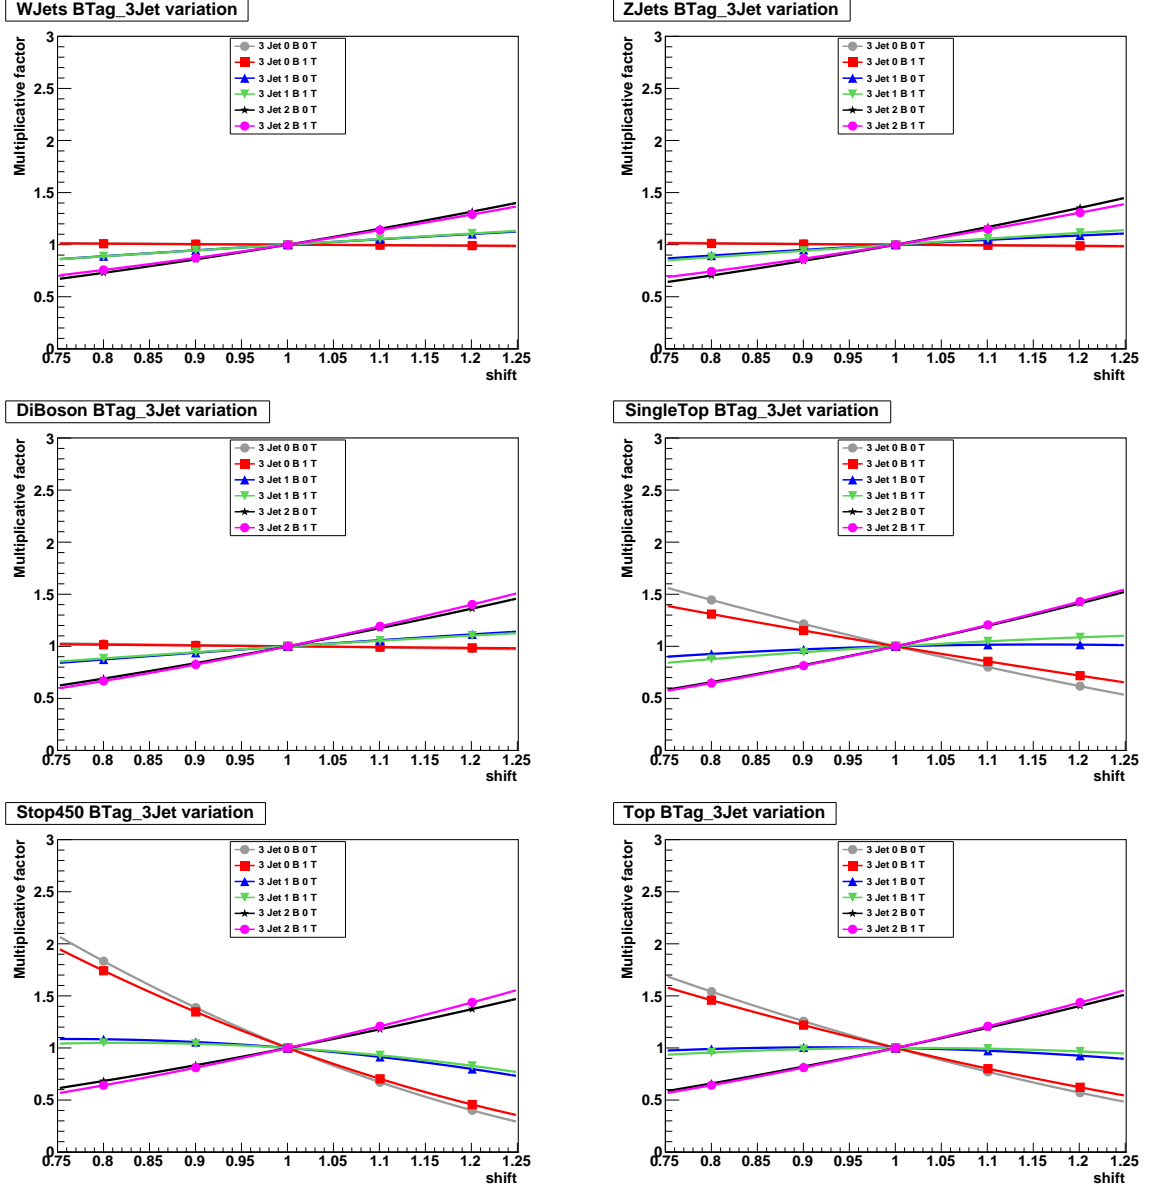 WJets BTag_3Jet variation
Multiplicative factor
3
2.5
2
1.5
1
0.5
0
3 Jet 0 B 0 T
3 Jet 0 B 1 T
3 Jet 1 B 0 T
3 Jet 1 B 1 T
3 Jet 2 B 0 T
3 Jet 2 B 1 T
0.75 0.8 0.85 0.9 0.95 1 1.05 1.1 1.15 1.2 1.25
shift
ZJets BTag_3Jet variation
Multiplicative factor
3
2.5
2
1.5
1
0.5
0
3 Jet 0 B 0 T
3 Jet 0 B 1 T
3 Jet 1 B 0 T
3 Jet 1 B 1 T
3 Jet 2 B 0 T
3 Jet 2 B 1 T
0.75 0.8 0.85 0.9 0.95 1 1.05 1.1 1.15 1.2 1.25
shift
DiBoson BTag_3Jet variation
Multiplicative factor
3
2.5
2
1.5
1
0.5
0
3 Jet 0 B 0 T
3 Jet 0 B 1 T
3 Jet 1 B 0 T
3 Jet 1 B 1 T
3 Jet 2 B 0 T
3 Jet 2 B 1 T
0.75 0.8 0.85 0.9 0.95 1 1.05 1.1 1.15 1.2 1.25
shift
SingleTop BTag_3Jet variation
Multiplicative factor
3
2.5
2
1.5
1
0.5
0
3 Jet 0 B 0 T
3 Jet 0 B 1 T
3 Jet 1 B 0 T
3 Jet 1 B 1 T
3 Jet 2 B 0 T
3 Jet 2 B 1 T
0.75 0.8 0.85 0.9 0.95 1 1.05 1.1 1.15 1.2 1.25
shift
Stop450 BTag_3Jet variation
Multiplicative factor
3
2.5
2
1.5
1
0.5
0
3 Jet 0 B 0 T
3 Jet 0 B 1 T
3 Jet 1 B 0 T
3 Jet 1 B 1 T
3 Jet 2 B 0 T
3 Jet 2 B 1 T
0.75 0.8 0.85 0.9 0.95 1 1.05 1.1 1.15 1.2 1.25
shift
Top BTag_3Jet variation
Multiplicative factor
3
2.5
2
1.5
1
0.5
0
3 Jet 0 B 0 T
3 Jet 0 B 1 T
3 Jet 1 B 0 T
3 Jet 1 B 1 T
3 Jet 2 B 0 T
3 Jet 2 B 1 T
0.75 0.8 0.85 0.9 0.95 1 1.05 1.1 1.15 1.2 1.25
shift